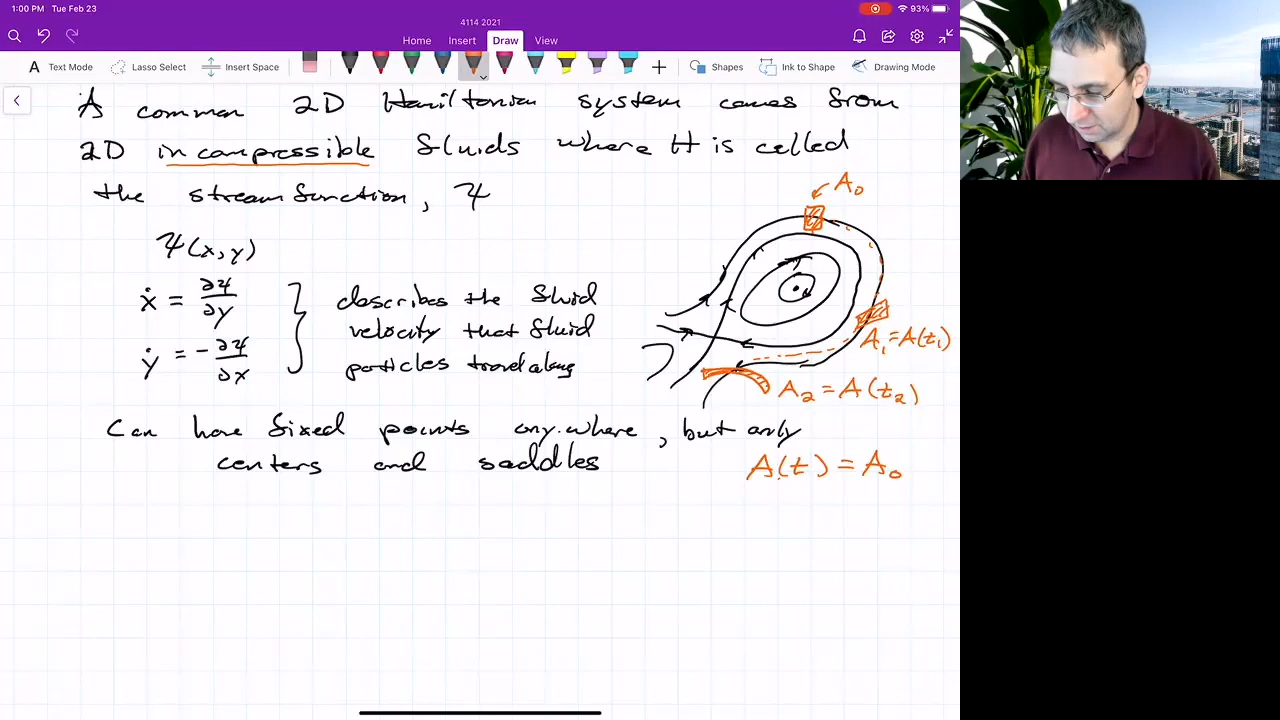 1:00 PM Tue Feb 23
93%
4114 2021
Home Insert Draw View
Text Mode Lasso Select Insert Space Shapes Ink to Shape Drawing Mode
A common 2D Hamiltonian system comes from
2D incompressible fluids where H is called
the streamfunction, ψ
A₀
ψ(x,y)
ẋ = ∂ψ/∂y
ẏ = -∂ψ/∂x
describes the fluid
velocity that fluid
particles travel along
A₁ = A(t₁)
A₂ = A(t₂)
Can have fixed points anywhere, but only
centers and saddles
A(t) = A₀